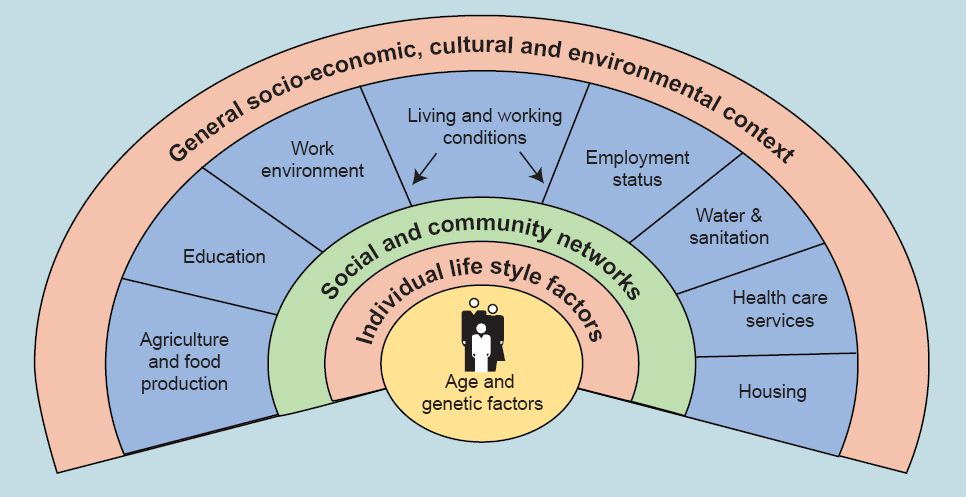 General socio-economic, cultural and environmental context
Living and working
conditions
Work
environment
Employment
status
Education
Water &
sanitation
Agriculture
and food
production
Health care
services
Housing
Social and community networks
Individual life style factors
Age and
genetic factors